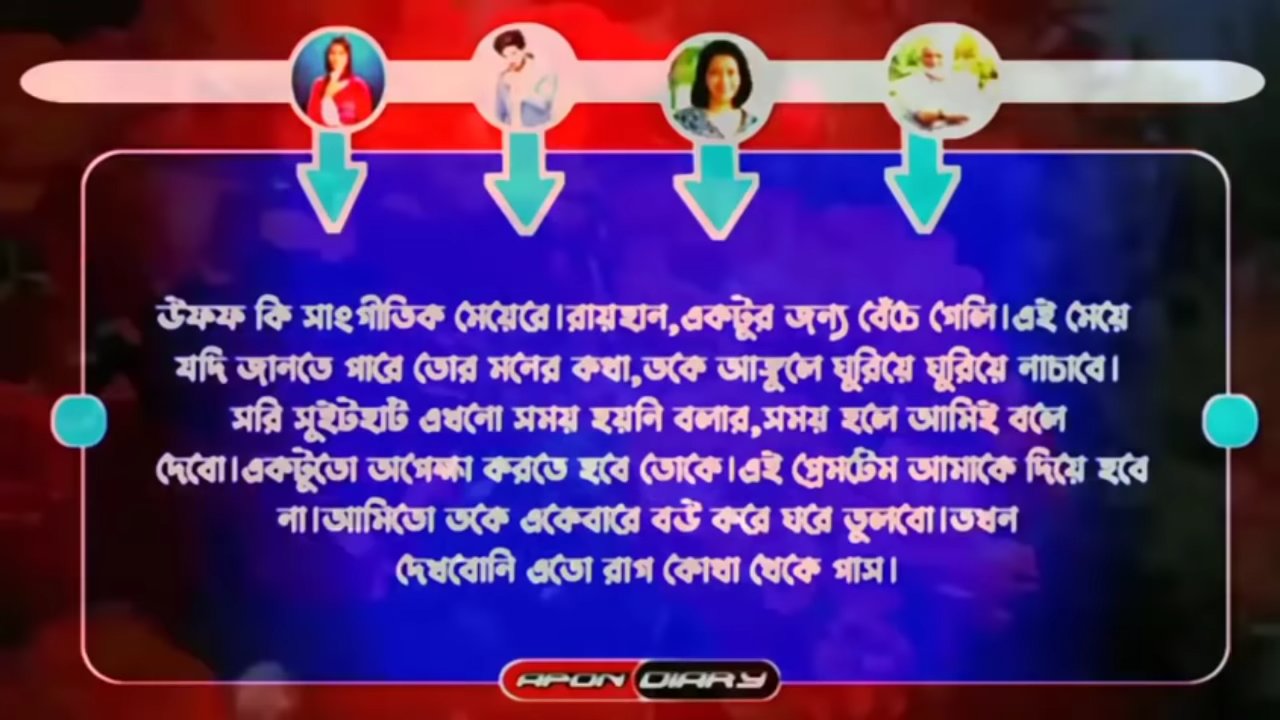 উফফ কি সাংগীতিক মেয়েরে।রায়হান,একটুর জন্য বেঁচে গেলি।এই মেয়ে
যদি জানতে পারে তোর মনের কথা,তকে আঙ্গুলে ঘুরিয়ে ঘুরিয়ে নাচাবে।
সরি সুইটহার্ট এখনো সময় হয়নি বলার,সময় হলে আমিই বলে
দেবো।একটুতো অপেক্ষা করতে হবে তোকে।এই প্রেমটেম আমাকে দিয়ে হবে
না।আমিতো তকে একেবারে বউ করে ঘরে তুলবো।তখন
দেখবোনি এতো রাগ কোথা থেকে পাস।
APON DIARY